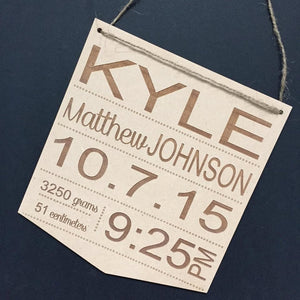 KYLE
Matthew JOHNSON
10.7.15
3250 grams
51 centimeters
9:25 PM